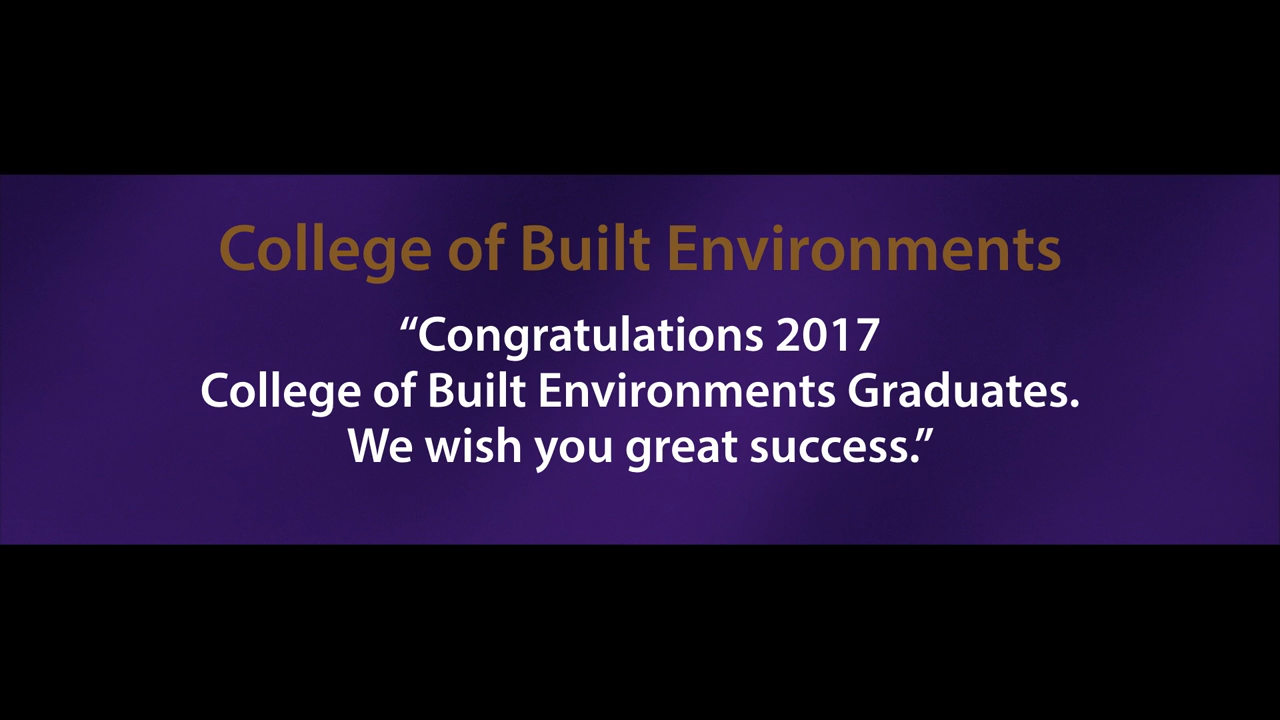 College of Built Environments
“Congratulations 2017
College of Built Environments Graduates.
We wish you great success.”